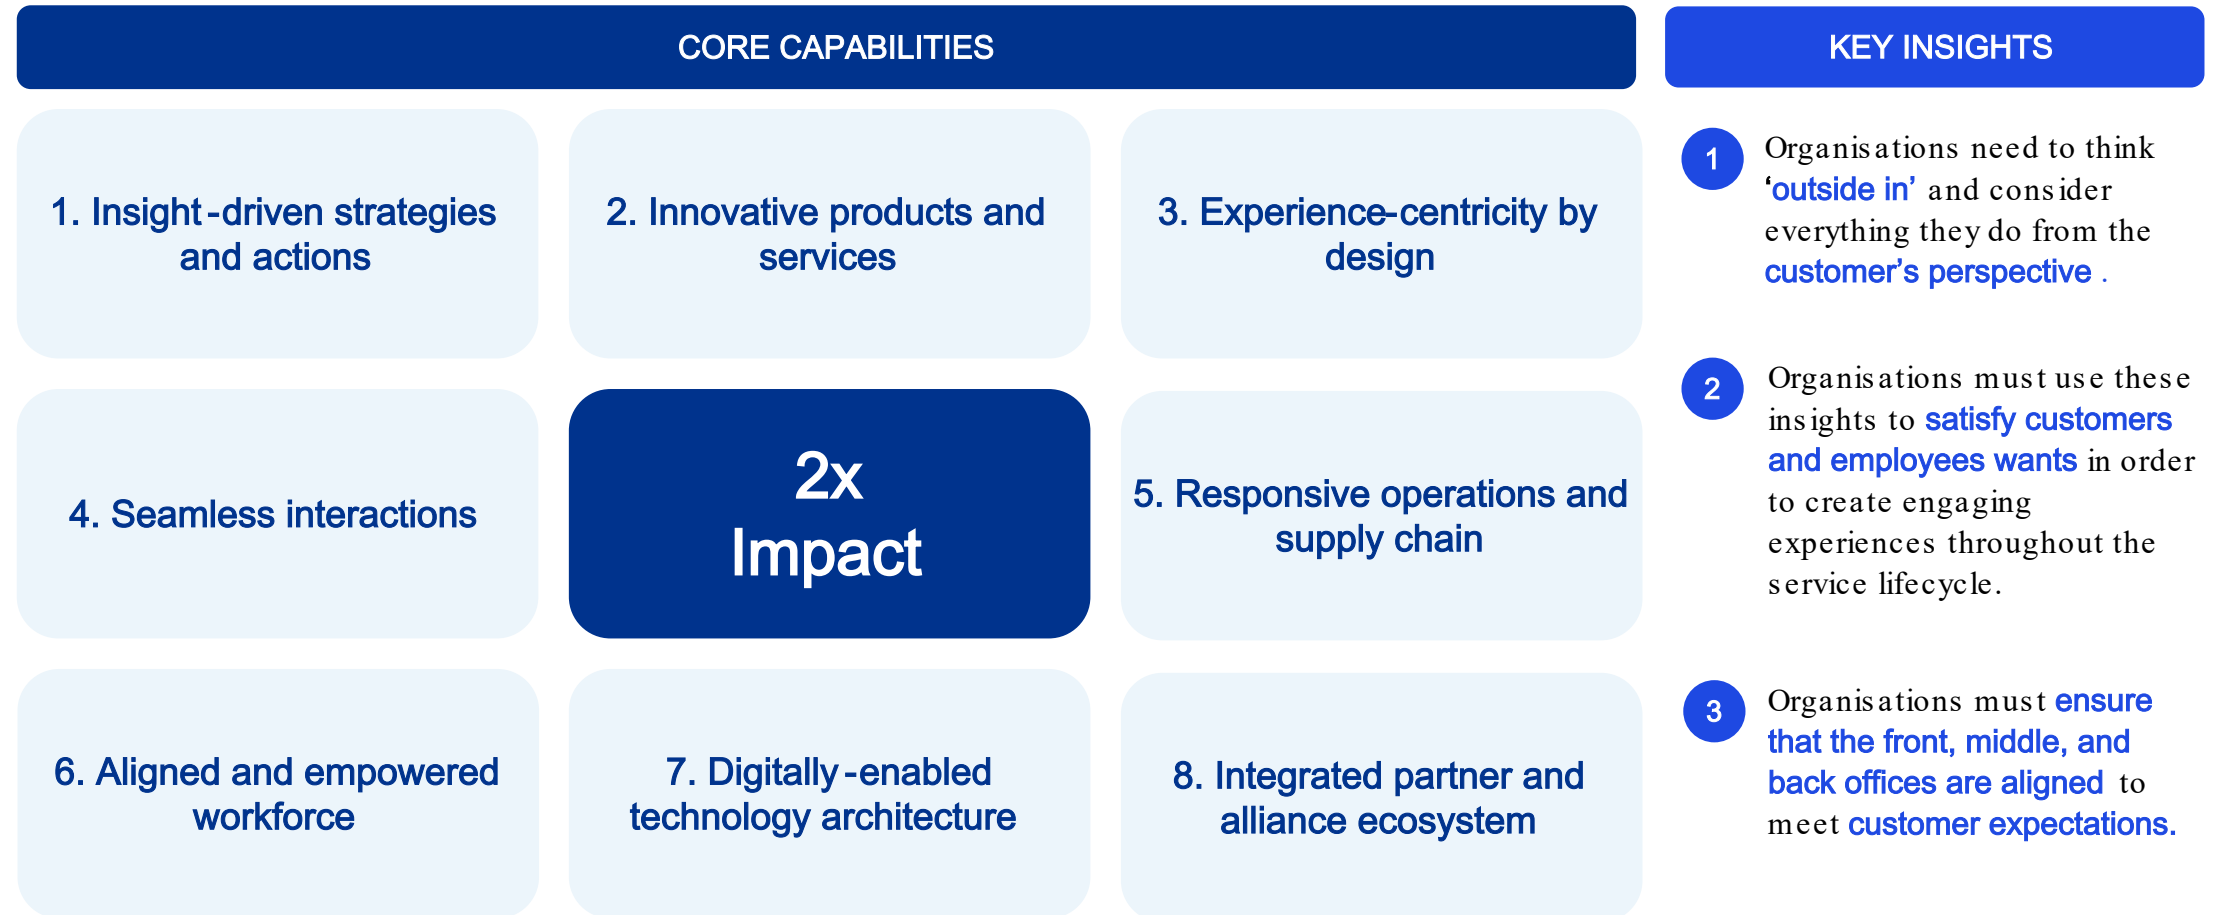 CORE CAPABILITIES
1. Insight-driven strategies
and actions
2. Innovative products and
services
3. Experience-centricity by
design
4. Seamless interactions
2x
Impact
5. Responsive operations and
supply chain
6. Aligned and empowered
workforce
7. Digitally-enabled
technology architecture
8. Integrated partner and
alliance ecosystem
KEY INSIGHTS
1
Organisations need to think
‘outside in’ and consider
everything they do from the
customer’s perspective .
2
Organisations must use these
insights to satisfy customers
and employees wants in order
to create engaging
experiences throughout the
service lifecycle.
3
Organisations must ensure
that the front, middle, and
back offices are aligned to
meet customer expectations.